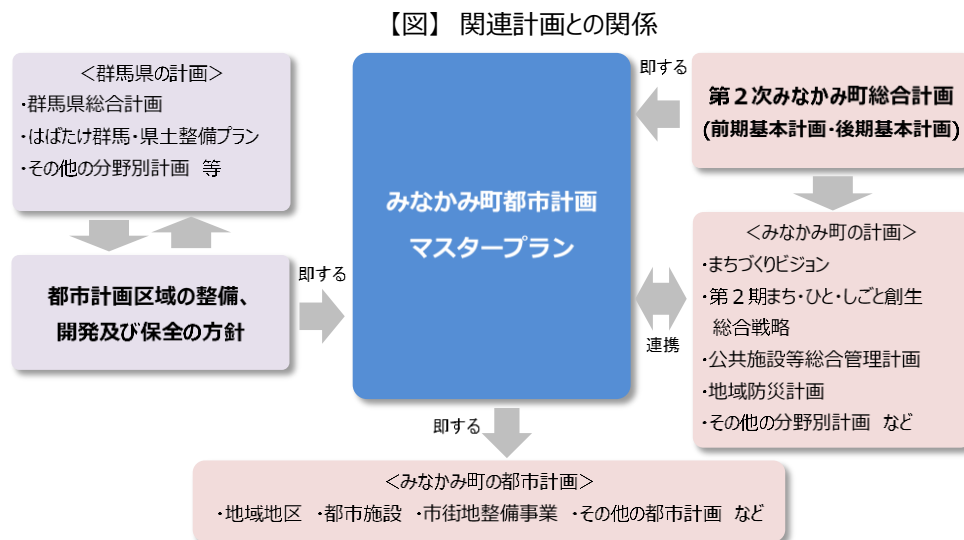 【図】 関連計画との関係
＜群馬県の計画＞
・群馬県総合計画
・はばたけ群馬・県土整備プラン
・その他の分野別計画 等
都市計画区域の整備、
開発及び保全の方針
即する
みなかみ町都市計画
マスタープラン
即する
第２次みなかみ町総合計画
(前期基本計画・後期基本計画)
＜みなかみ町の計画＞
・まちづくりビジョン
・第２期まち・ひと・しごと創生
総合戦略
・公共施設等総合管理計画
・地域防災計画
・その他の分野別計画 など
連携
即する
＜みなかみ町の都市計画＞
・地域地区 ・都市施設 ・市街地整備事業 ・その他の都市計画 など